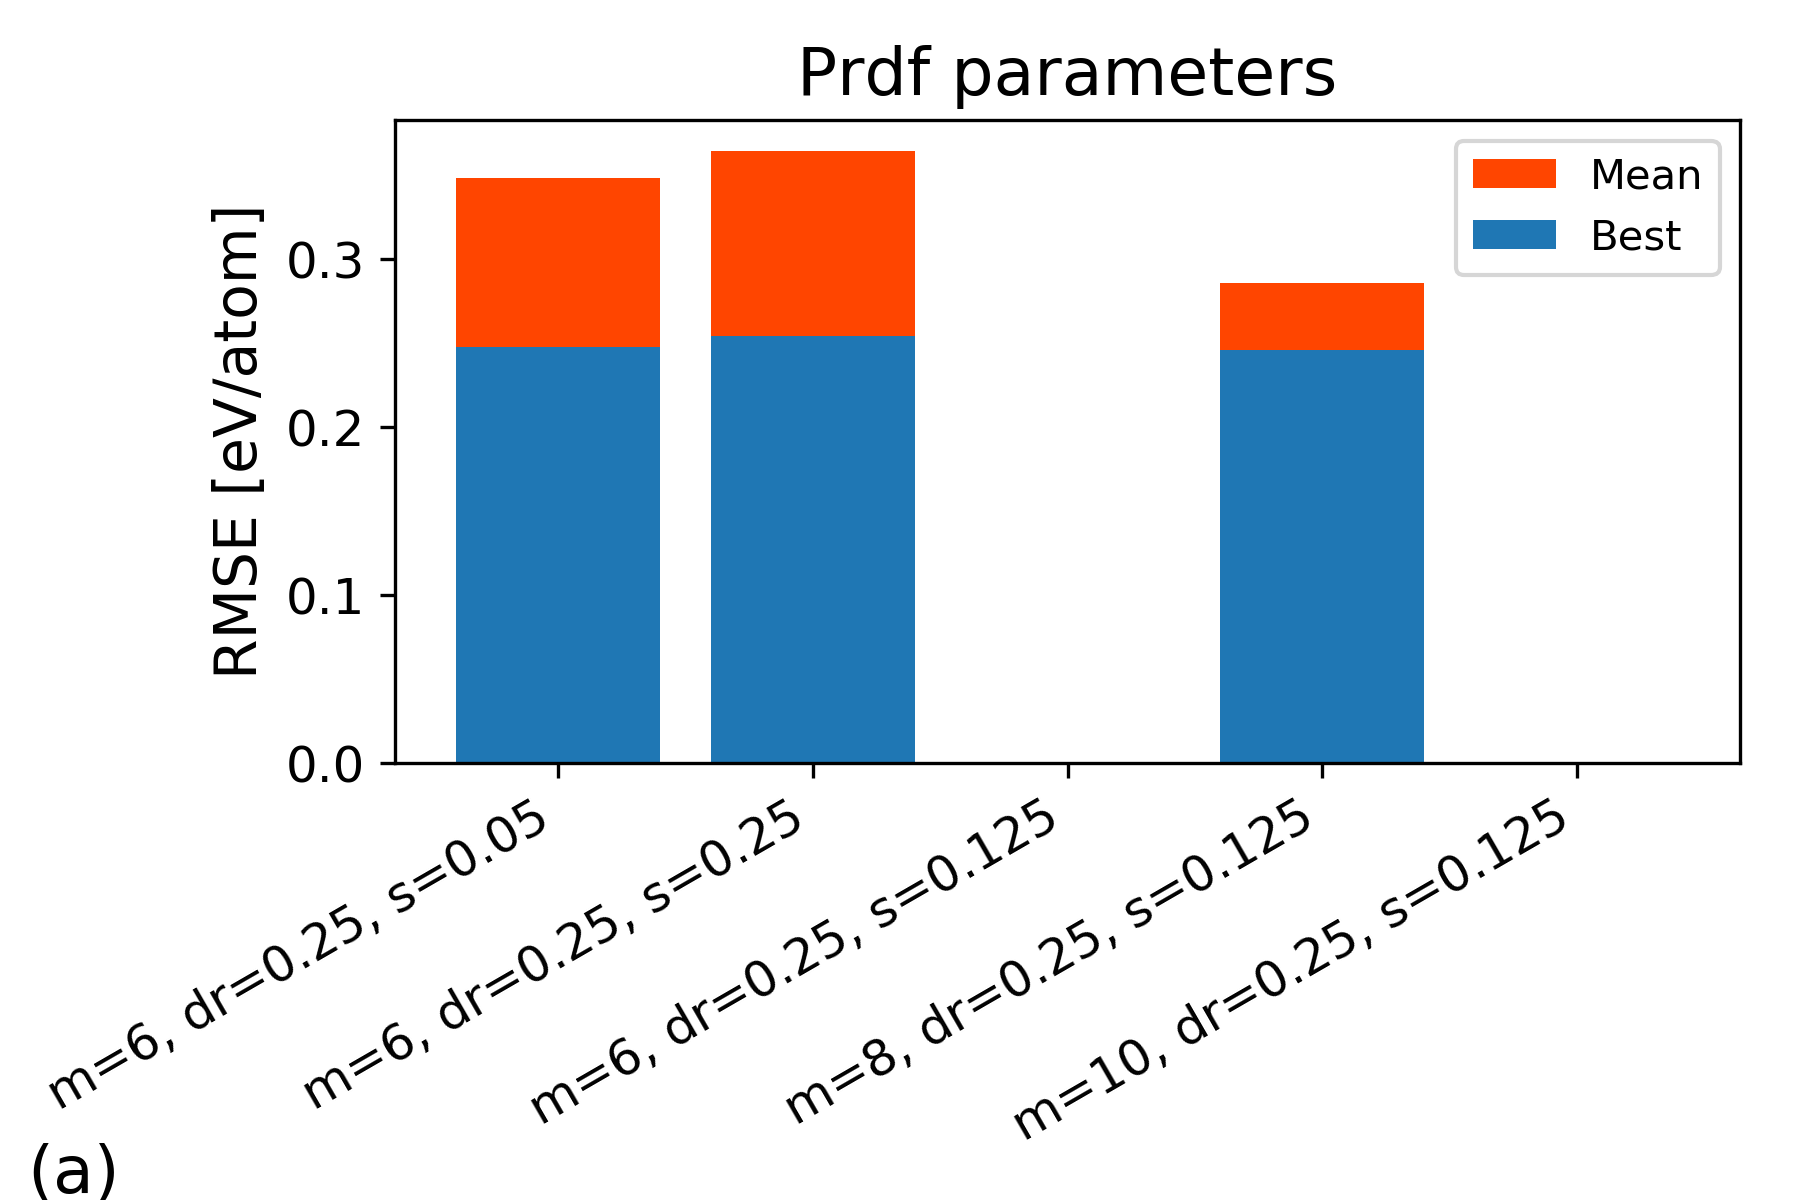 Prdf parameters
Mean
Best
RMSE [eV/atom]
0.3
0.2
0.1
0.0
m=6, dr=0.25, s=0.05
m=6, dr=0.25, s=0.25
m=6, dr=0.25, s=0.125
m=8, dr=0.25, s=0.125
m=10, dr=0.25, s=0.125
(a)